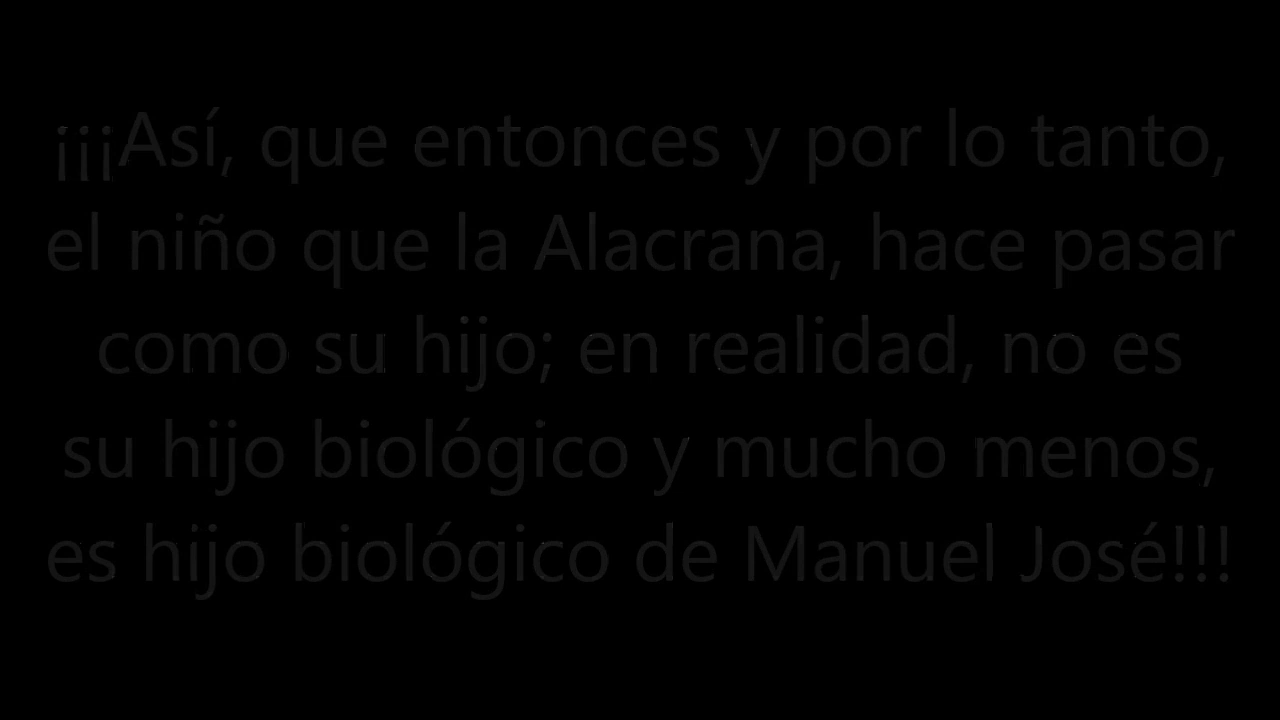 ¡¡¡Así, que entonces y por lo tanto,
el niño que la Alacrana, hace pasar
como su hijo; en realidad, no es
su hijo biológico y mucho menos,
es hijo biológico de Manuel José!!!